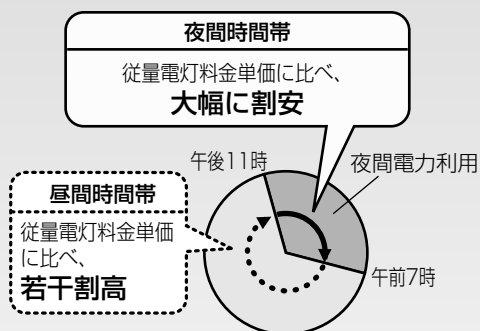 夜間時間帯
従量電灯料金単価に比べ、
大幅に割安
午後11時
夜間電力利用
昼間時間帯
従量電灯料金単価
に比べ、
若干割高
午前7時